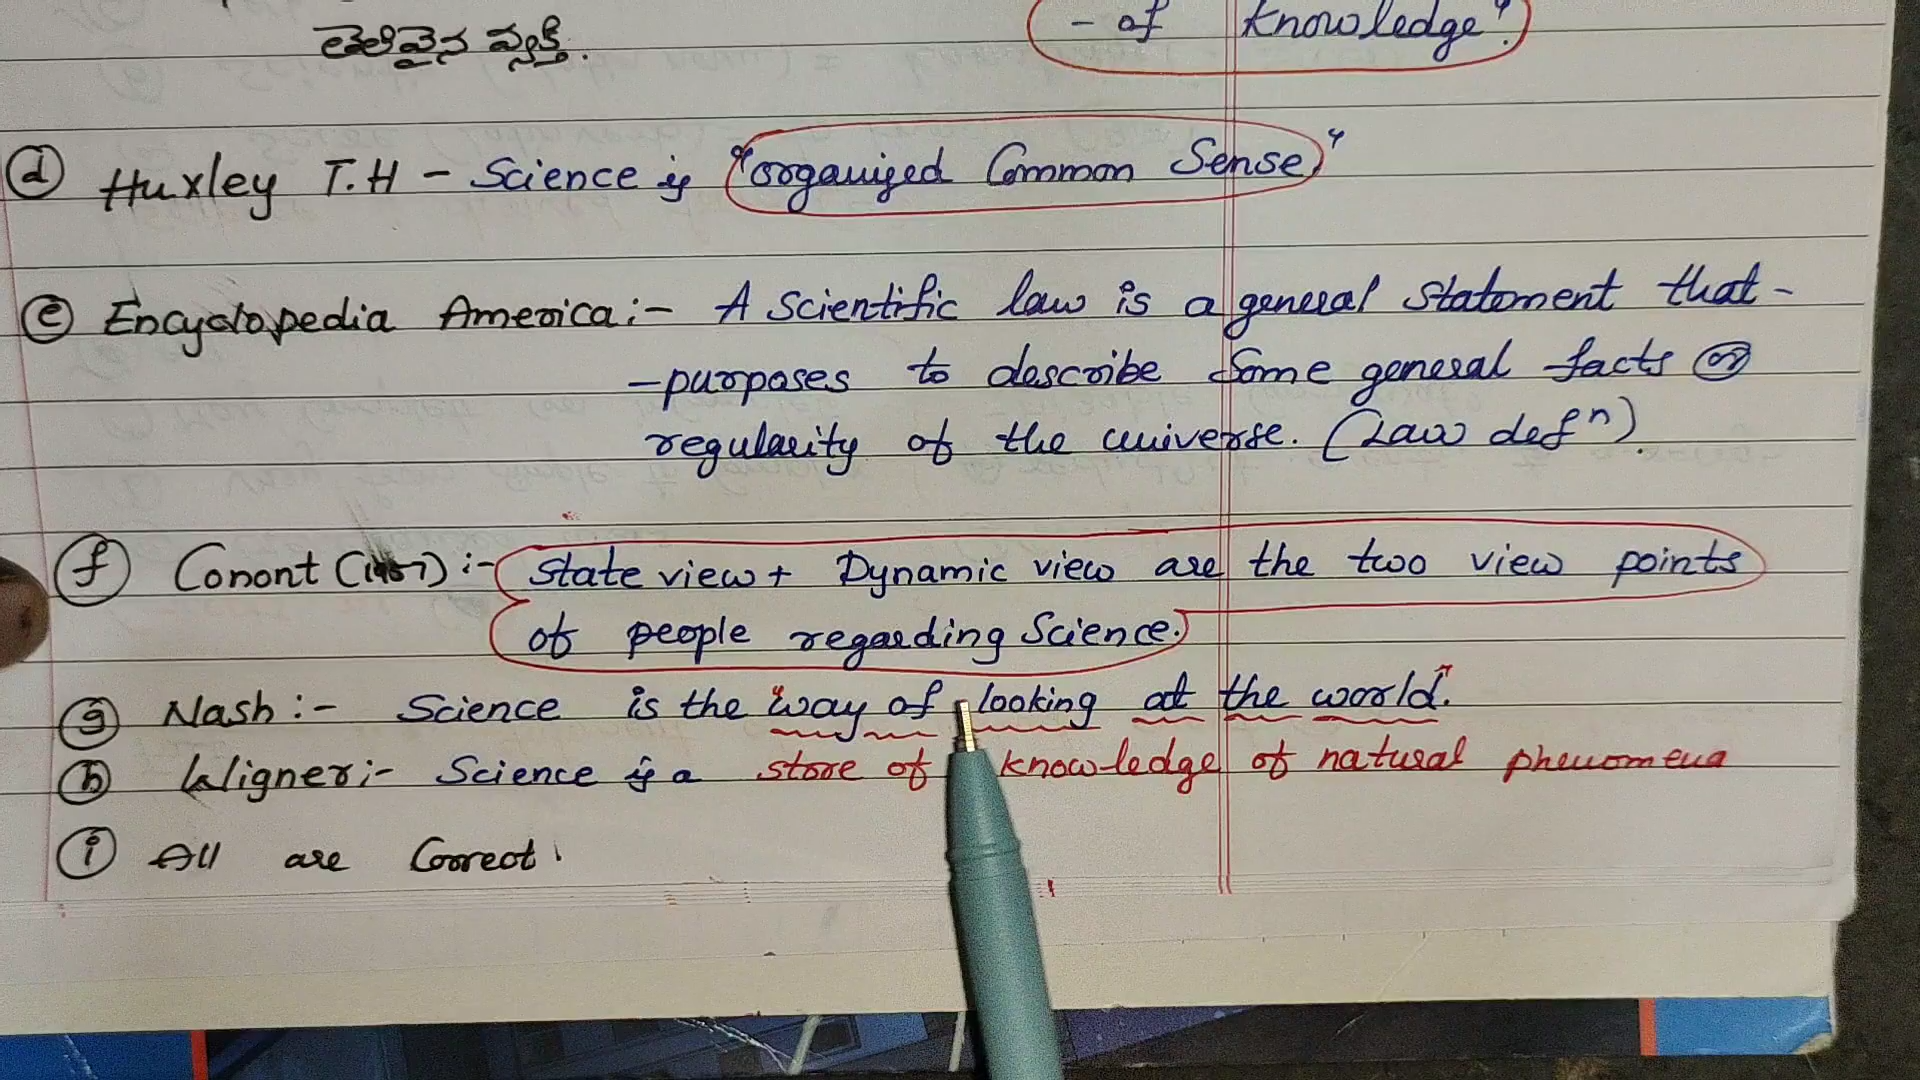 తెలివైన వ్యక్తి.
- of knowledge"
(d) Huxley T.H - Science is "organized Common Sense"
(e) Encyclopedia Ameroica:- A Scientific law is a general statement that -
- purposes to describe Some general facts (or)
regularity of the universe. (Law defn).
(f) Conont ( ) :- State view + Dynamic view are the two view points
of people regarding Science.
(g) Nash:- Science is the "way of looking at the world".
(h) Wigner:- Science is a store of knowledge of natural phenomena
(i) All are Correct.